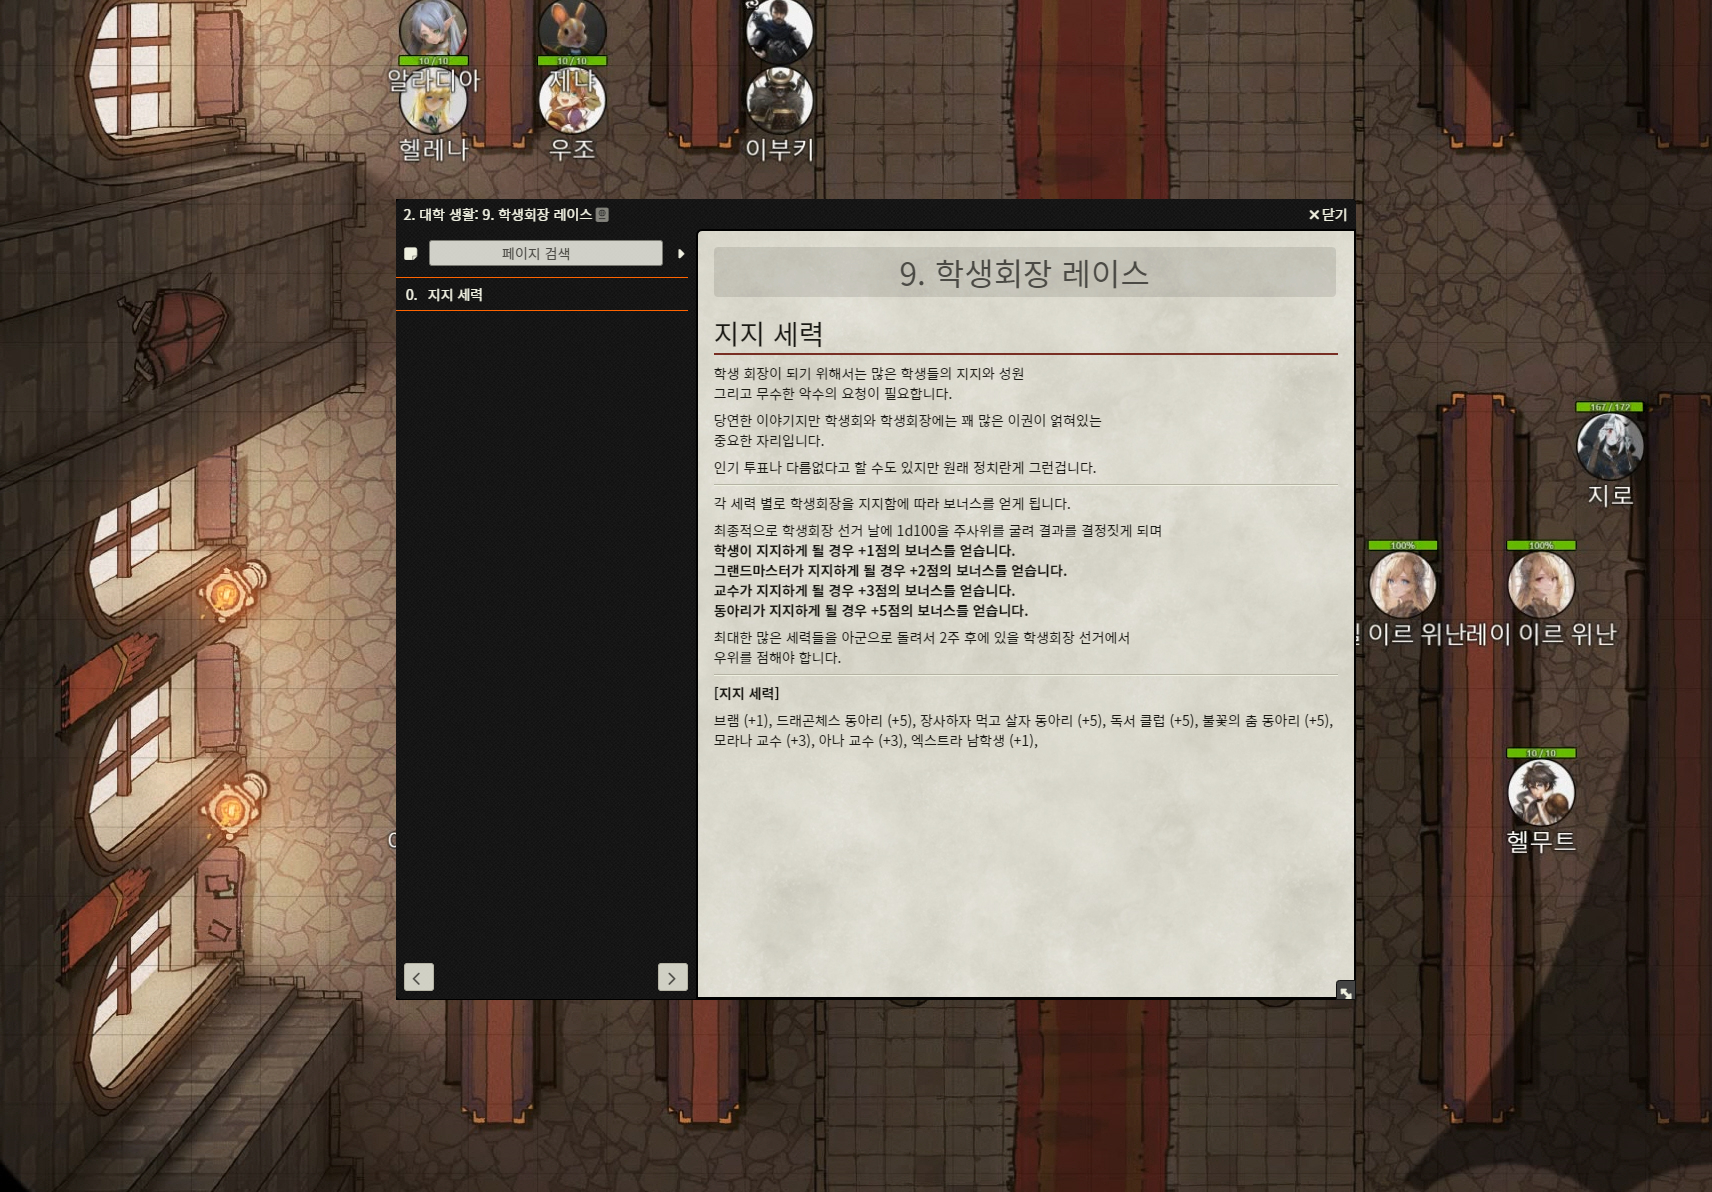 10 / 10
10 / 10
알라디아
제나
헬레나
우조
이부키
2. 대학 생활: 9. 학생회장 레이스
닫기
페이지 검색
0. 지지 세력
9. 학생회장 레이스
지지 세력
학생 회장이 되기 위해서는 많은 학생들의 지지와 성원
그리고 무수한 악수의 요청이 필요합니다.
당연한 이야기지만 학생회와 학생회장에는 꽤 많은 이권이 얽혀있는
중요한 자리입니다.
인기 투표나 다름없다고 할 수도 있지만 원래 정치란게 그런겁니다.
각 세력 별로 학생회장을 지지함에 따라 보너스를 얻게 됩니다.
최종적으로 학생회장 선거 날에 1d100을 주사위를 굴려 결과를 결정짓게 되며
학생이 지지하게 될 경우 +1점의 보너스를 얻습니다.
그랜드마스터가 지지하게 될 경우 +2점의 보너스를 얻습니다.
교수가 지지하게 될 경우 +3점의 보너스를 얻습니다.
동아리가 지지하게 될 경우 +5점의 보너스를 얻습니다.
최대한 많은 세력들을 아군으로 돌려서 2주 후에 있을 학생회장 선거에서
우위를 점해야 합니다.
[지지 세력]
브램 (+1), 드래곤체스 동아리 (+5), 장사하자 먹고 살자 동아리 (+5), 독서 클럽 (+5), 불꽃의 춤 동아리 (+5),
모라나 교수 (+3), 아나 교수 (+3), 엑스트라 남학생 (+1),
167 / 172
지로
100%
100%
이르 위난
레이 이르 위난
10 / 10
헬무트